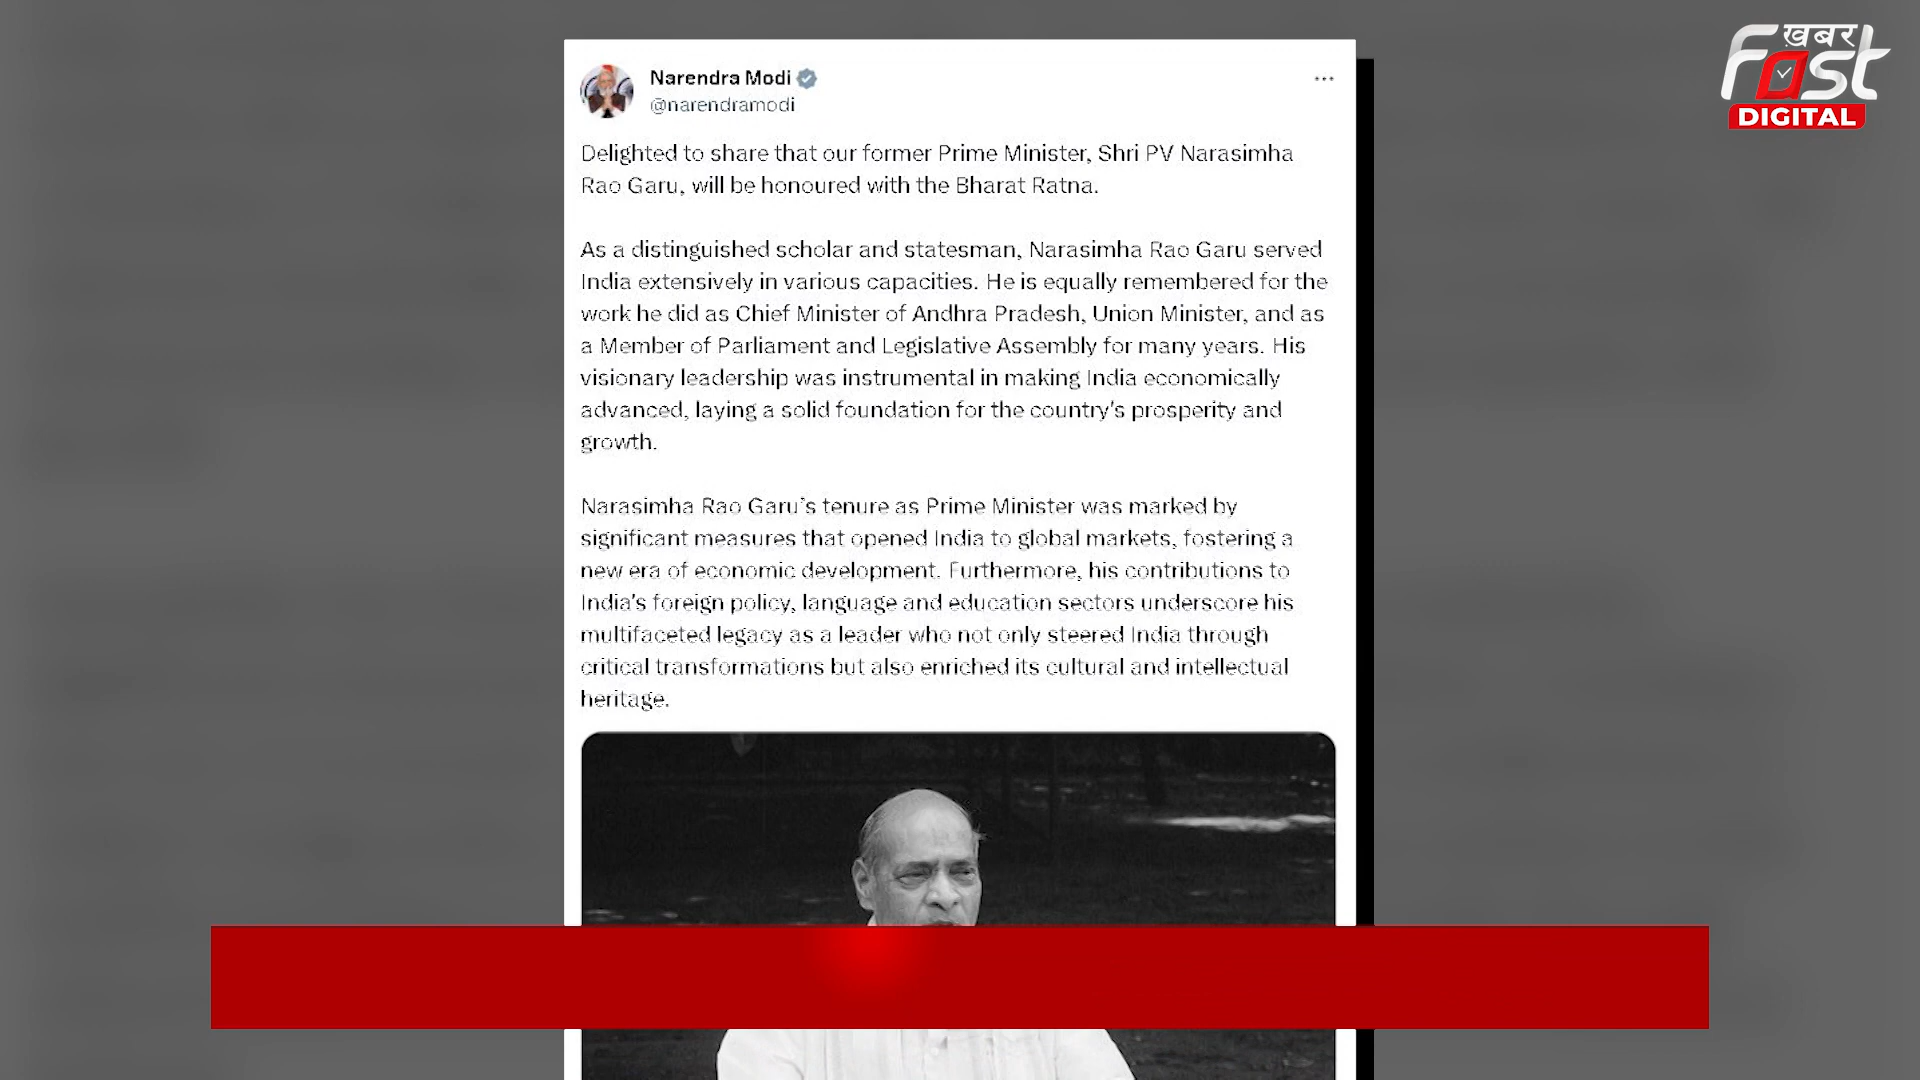 Narendra Modi
@narendramodi
Delighted to share that our former Prime Minister, Shri PV Narasimha
Rao Garu, will be honoured with the Bharat Ratna.
As a distinguished scholar and statesman, Narasimha Rao Garu served
India extensively in various capacities. He is equally remembered for the
work he did as Chief Minister of Andhra Pradesh, Union Minister, and as
a Member of Parliament and Legislative Assembly for many years. His
visionary leadership was instrumental in making India economically
advanced, laying a solid foundation for the country's prosperity and
growth.
Narasimha Rao Garu's tenure as Prime Minister was marked by
significant measures that opened India to global markets, fostering a
new era of economic development. Furthermore, his contributions to
India's foreign policy, language and education sectors underscore his
multifaceted legacy as a leader who not only steered India through
critical transformations but also enriched its cultural and intellectual
heritage.
ख़बर
Fast
DIGITAL